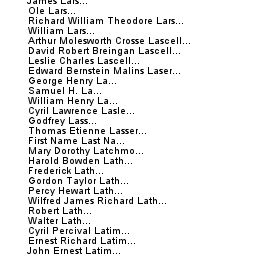 James Lars...
Ole Lars...
Richard William Theodore Lars...
William Lars...
Arthur Molesworth Crosse Lascell...
David Robert Breingan Lascell...
Leslie Charles Lascell...
Edward Bernstein Malins Laser...
George Henry La...
Samuel H. La...
William Henry La...
Cyril Lawrence Lasle...
Godfrey Lass...
Thomas Etienne Lasser...
First Name Last Na...
Mary Dorothy Latchmo...
Harold Bowden Lath...
Frederick Lath...
Gordon Taylor Lath...
Percy Hewart Lath...
Wilfred James Richard Lath...
Robert Lath...
Walter Lath...
Cyril Percival Latim...
Ernest Richard Latim...
John Ernest Latim...